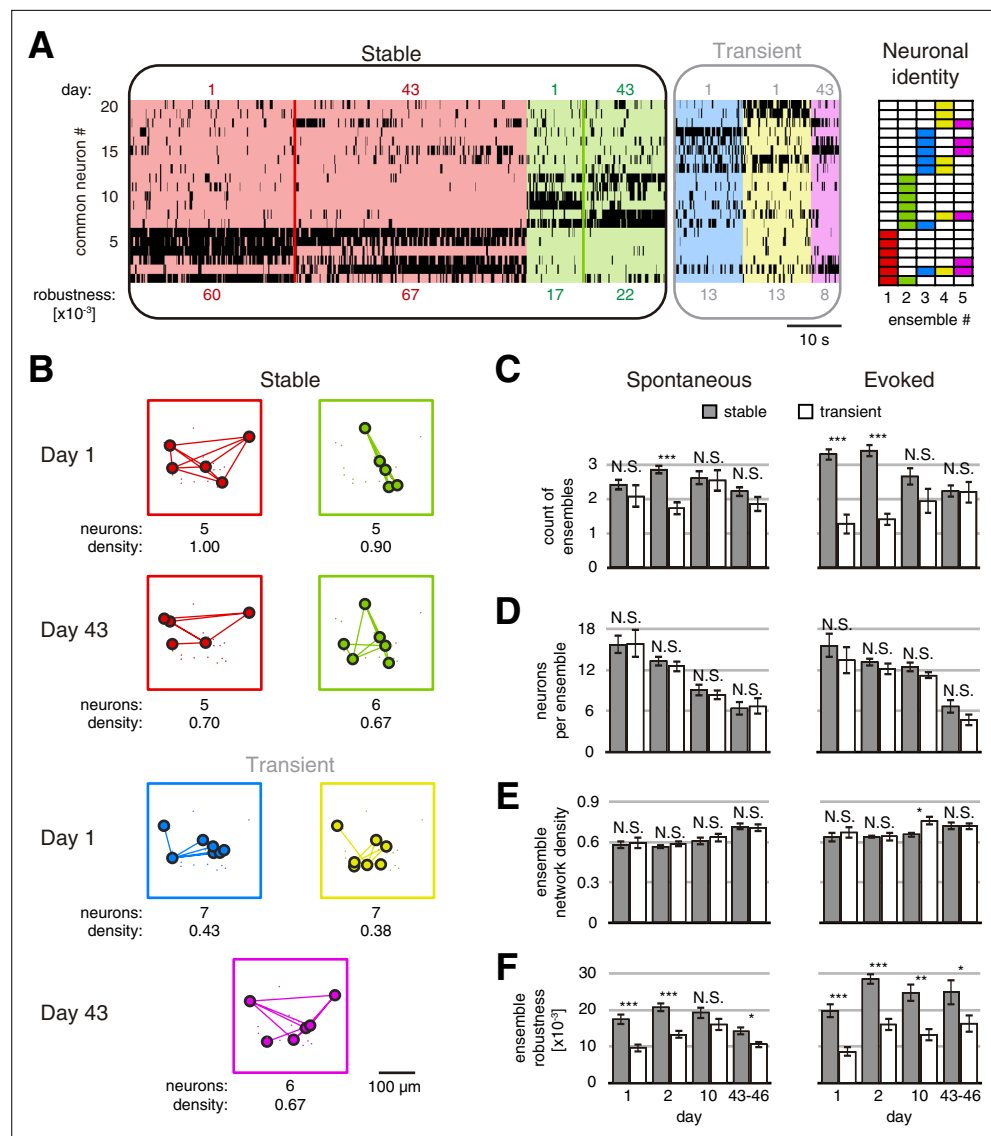 A
Stable
Transient
Neuronal
identity
day:
1
43
1
43
1
1
43
common neuron #
20
15
10
5
robustness:
[x10⁻³]
60
67
17
22
13
13
8
10 s
1 2 3 4 5
ensemble #
B
Stable
Day 1
neurons: 5
density: 1.00
5
0.90
Day 43
neurons: 5
density: 0.70
6
0.67
Transient
Day 1
neurons: 7
density: 0.43
7
0.38
Day 43
neurons: 6
density: 0.67
100 µm
C
Spontaneous
Evoked
stable
transient
count of
ensembles
3
2
1
0
N.S. *** N.S. N.S.
*** *** N.S. N.S.
D
neurons
per ensemble
18
12
6
0
N.S. N.S. N.S. N.S.
N.S. N.S. N.S. N.S.
E
ensemble
network density
0.9
0.6
0.3
0
N.S. N.S. N.S. N.S.
N.S. N.S. * N.S.
F
ensemble
robustness
[x10⁻³]
30
20
10
0
*** *** N.S. *
*** *** ** *
1 2 10 43-46
day
1 2 10 43-46
day